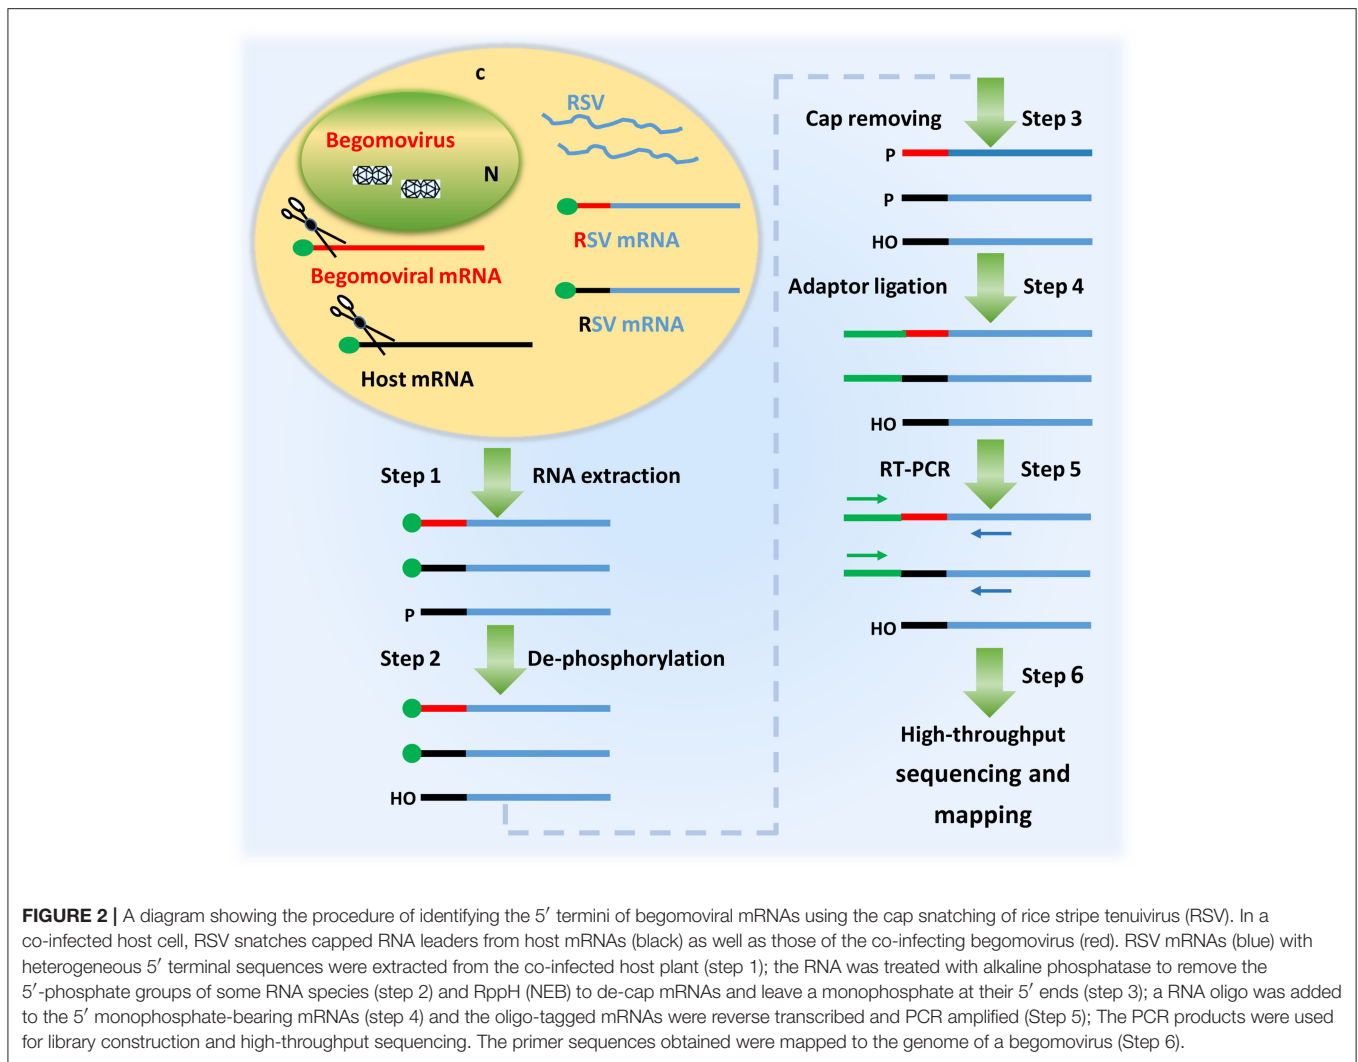 c
RSV
Begomovirus
N
RSV mRNA
Begomoviral mRNA
RSV mRNA
Host mRNA
Step 1
RNA extraction
P
Step 2
De-phosphorylation
HO
Cap removing
Step 3
P
P
HO
Adaptor ligation
Step 4
HO
RT-PCR
Step 5
HO
Step 6
High-throughput
sequencing and
mapping
FIGURE 2 | A diagram showing the procedure of identifying the 5′ termini of begomoviral mRNAs using the cap snatching of rice stripe tenuivirus (RSV). In a
co-infected host cell, RSV snatches capped RNA leaders from host mRNAs (black) as well as those of the co-infecting begomovirus (red). RSV mRNAs (blue) with
heterogeneous 5′ terminal sequences were extracted from the co-infected host plant (step 1); the RNA was treated with alkaline phosphatase to remove the
5′-phosphate groups of some RNA species (step 2) and RppH (NEB) to de-cap mRNAs and leave a monophosphate at their 5′ ends (step 3); a RNA oligo was added
to the 5′ monophosphate-bearing mRNAs (step 4) and the oligo-tagged mRNAs were reverse transcribed and PCR amplified (Step 5); The PCR products were used
for library construction and high-throughput sequencing. The primer sequences obtained were mapped to the genome of a begomovirus (Step 6).